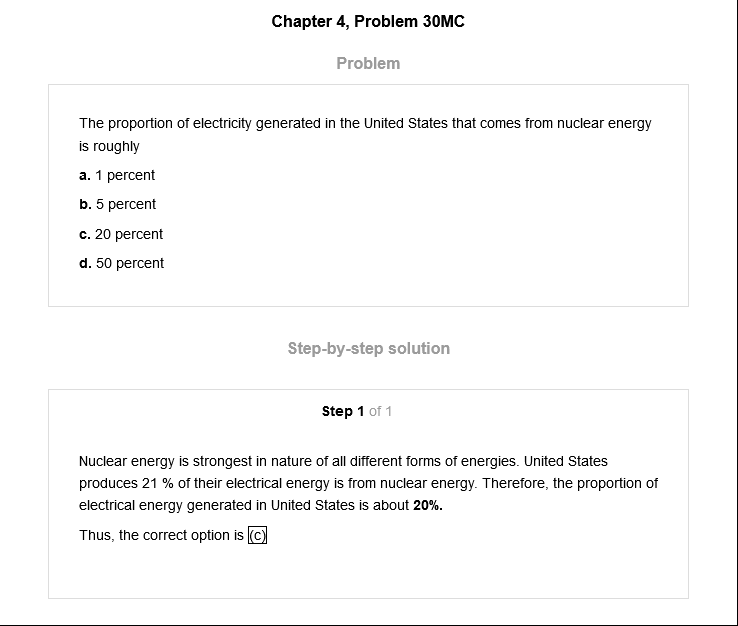 Chapter 4, Problem 30MC
Problem
The proportion of electricity generated in the United States that comes from nuclear energy
is roughly
a. 1 percent
b. 5 percent
c. 20 percent
d. 50 percent
Step-by-step solution
Step 1 of 1
Nuclear energy is strongest in nature of all different forms of energies. United States
produces 21 % of their electrical energy is from nuclear energy. Therefore, the proportion of
electrical energy generated in United States is about 20%.
Thus, the correct option is (c)